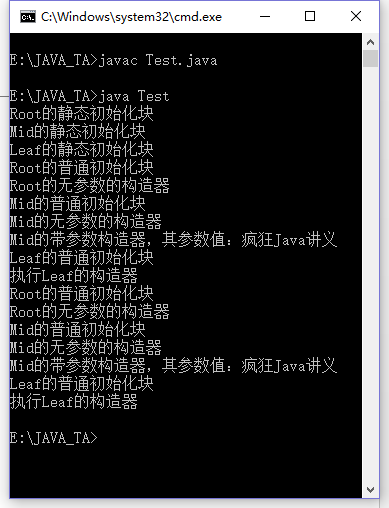 C:\Windows\system32\cmd.exe
E:\JAVA_TA>javac Test.java
E:\JAVA_TA>java Test
Root的静态初始化块
Mid的静态初始化块
Leaf的静态初始化块
Root的普通初始化块
Root的无参数的构造器
Mid的普通初始化块
Mid的无参数的构造器
Mid的带参数构造器，其参数值：疯狂Java讲义
Leaf的普通初始化块
执行Leaf的构造器
Root的普通初始化块
Root的无参数的构造器
Mid的普通初始化块
Mid的无参数的构造器
Mid的带参数构造器，其参数值：疯狂Java讲义
Leaf的普通初始化块
执行Leaf的构造器
E:\JAVA_TA>